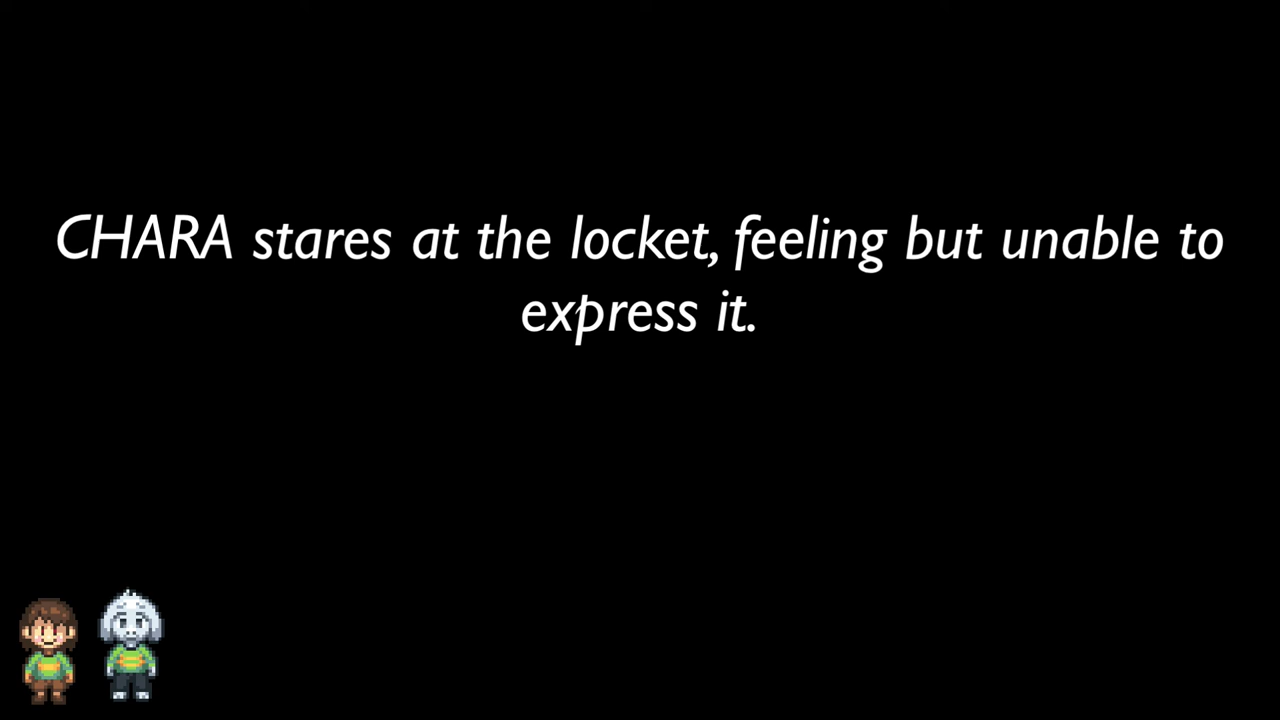 CHARA stares at the locket, feeling but unable to
express it.